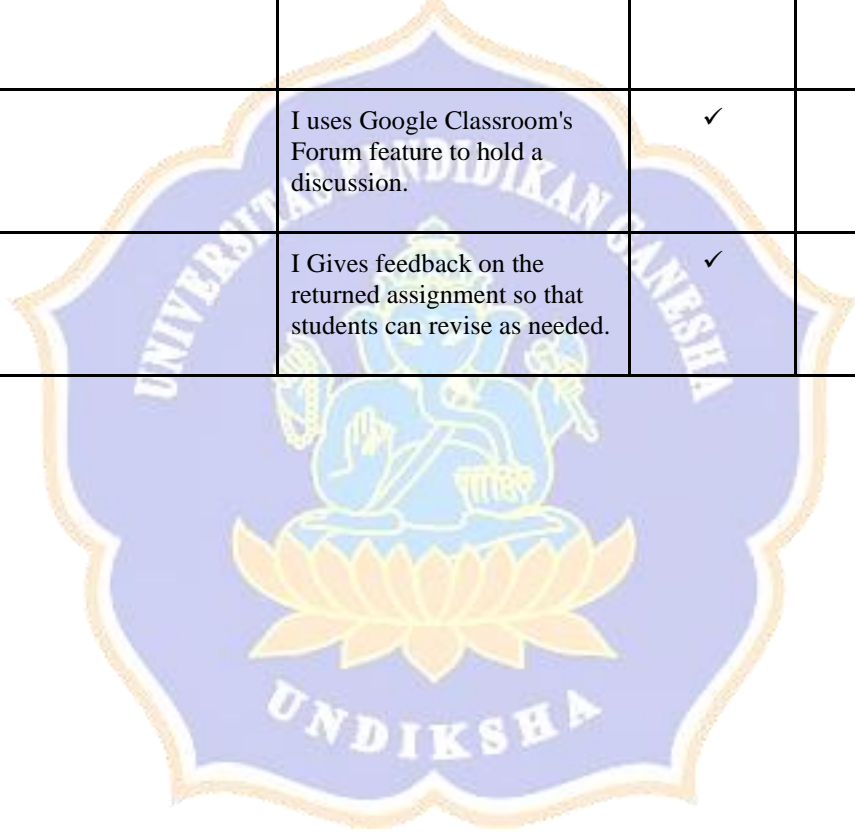 I uses Google Classroom's ✓
Forum feature to hold a
discussion.
I Gives feedback on the ✓
returned assignment so that
students can revise as needed.
UNIVERSITAS PENDIDIKAN GANESHA
UNDIKSHA